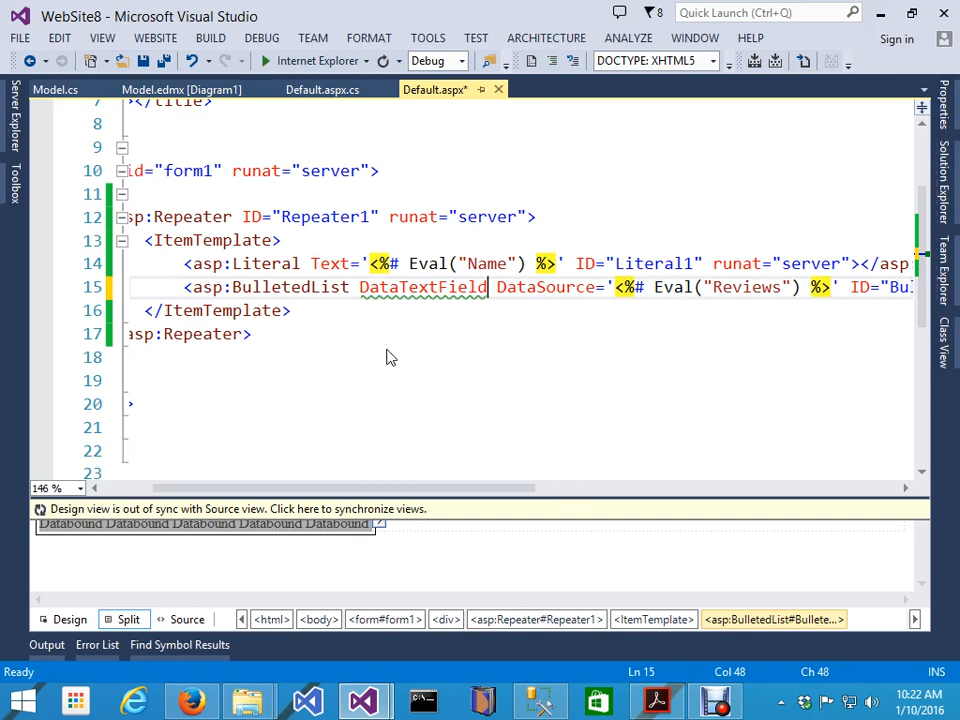 WebSite8 - Microsoft Visual Studio
8
Quick Launch (Ctrl+Q)
FILE EDIT VIEW WEBSITE BUILD DEBUG TEAM FORMAT TOOLS TEST ARCHITECTURE ANALYZE WINDOW HELP Sign in
Internet Explorer Debug DOCTYPE: XHTML5
Model.cs Model.edmx [Diagram1] Default.aspx.cs Default.aspx*
Server Explorer
Toolbox
Properties
Solution Explorer
Team Explorer
Class View
7 ></title>
8
9
10 id="form1" runat="server">
11
12 sp:Repeater ID="Repeater1" runat="server">
13 <ItemTemplate>
14 <asp:Literal Text='<%# Eval("Name") %>' ID="Literal1" runat="server"></asp:
15 <asp:BulletedList DataTextField DataSource='<%# Eval("Reviews") %>' ID="Bul
16 </ItemTemplate>
17 asp:Repeater>
18
19
20 >
21
22
23
146 %
Design view is out of sync with Source view. Click here to synchronize views.
Databound Databound Databound Databound Databound
Design Split Source <html> <body> <form#form1> <div> <asp:Repeater#Repeater1> <ItemTemplate> <asp:BulletedList#Bullete...>
Output Error List Find Symbol Results
Ready Ln 15 Col 48 Ch 48 INS
10:22 AM
1/10/2016